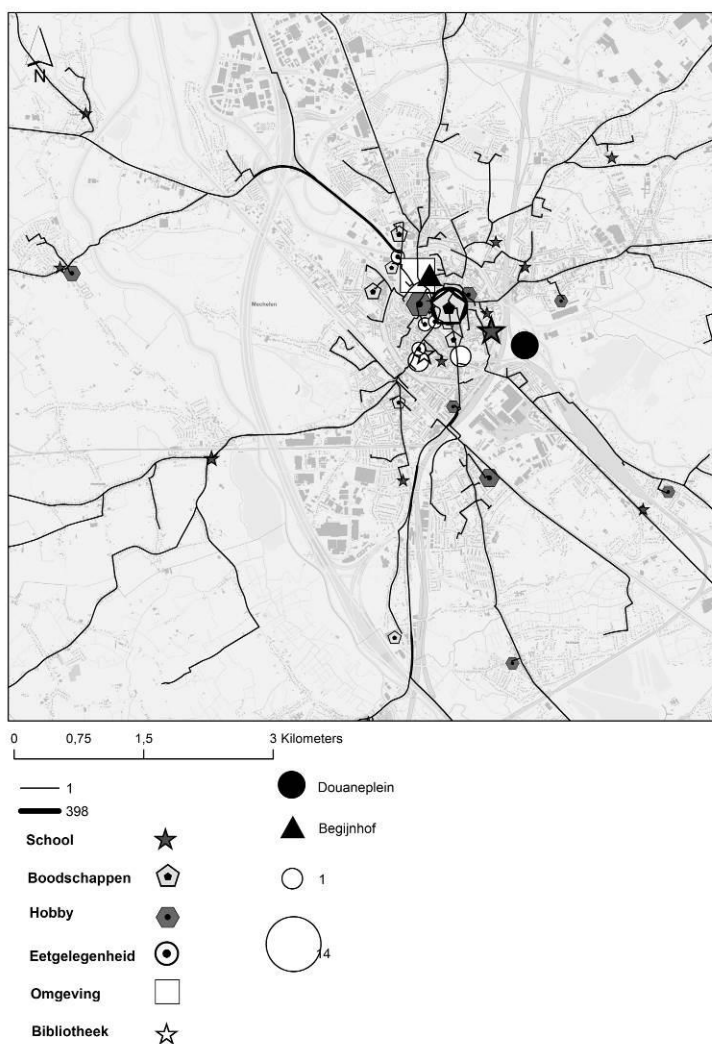 N
Mechelen
0 0,75 1,5 3 Kilometers
1
398
School
Boodschappen
Hobby
Eetgelegenheid
Omgeving
Bibliotheek
Douaneplein
Begijnhof
1
14